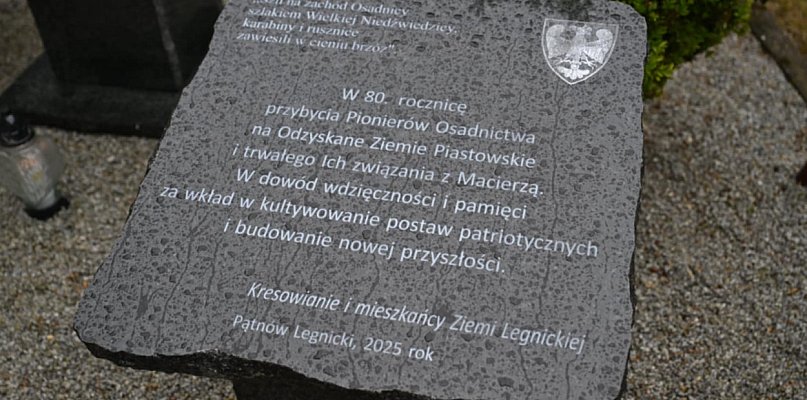 na zachód Osadnicy
szlakiem Wielkiej Niedźwiedzicy,
karabiny i rusznice
zawiesili w cieniu brzóz".
W 80. rocznicę
przybycia Pionierów Osadnictwa
na Odzyskane Ziemie Piastowskie
i trwałego Ich związania z Macierzą.
W dowód wdzięczności i pamięci
za wkład w kultywowanie postaw patriotycznych
i budowanie nowej przyszłości.
Kresowianie i mieszkańcy Ziemi Legnickiej
Pątnów Legnicki, 2025 rok